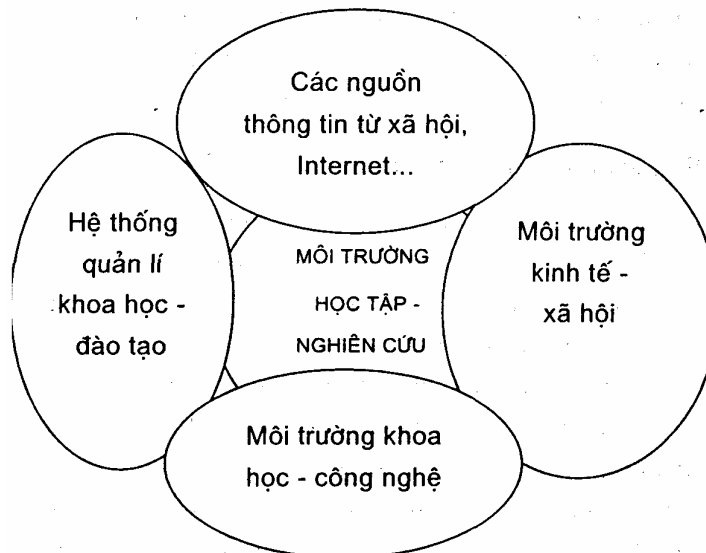 Các nguồn
thông tin từ xã hội,
Internet...
Hệ thống
quản lí
khoa học -
đào tạo
MÔI TRƯỜNG
HỌC TẬP -
NGHIÊN CỨU
Môi trường
kinh tế -
xã hội
Môi trường khoa
học - công nghệ